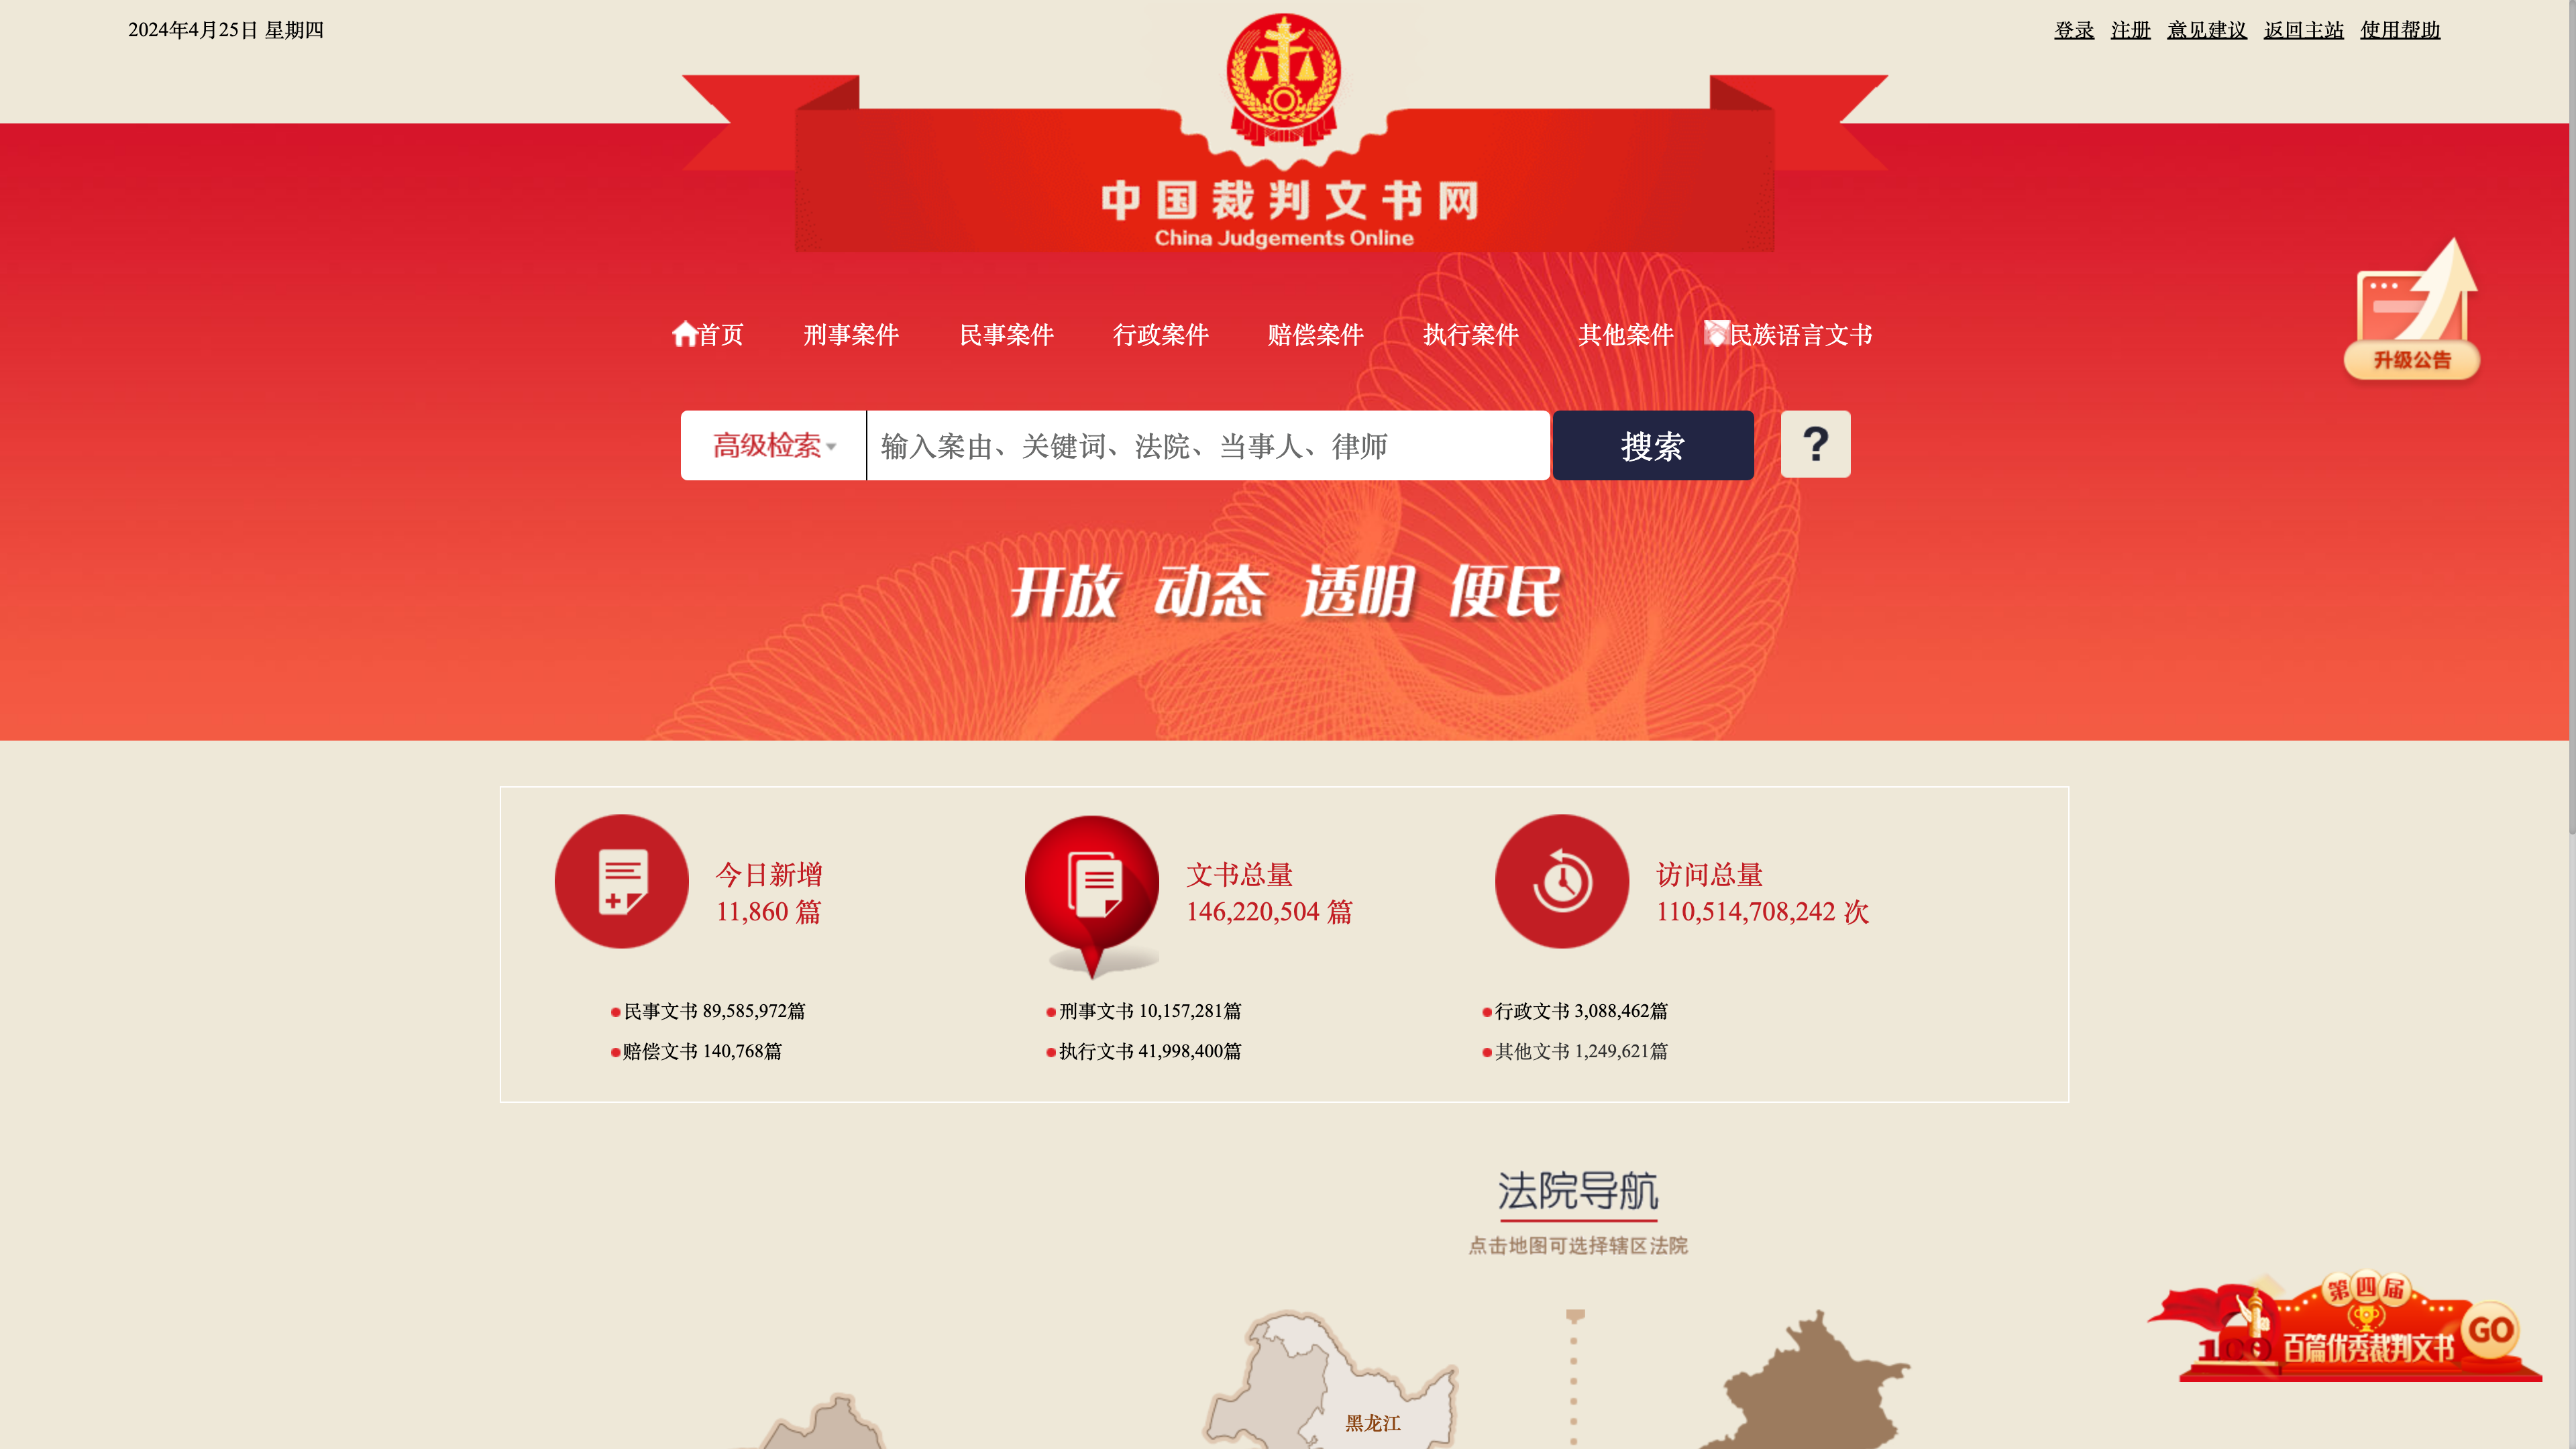 2024年4月25日 星期四
登录 注册 意见建议 返回主站 使用帮助
中国裁判文书网
China Judgements Online
首页 刑事案件 民事案件 行政案件 赔偿案件 执行案件 其他案件 民族语言文书
升级公告
高级检索 输入案由、关键词、法院、当事人、律师 搜索 ?
开放 动态 透明 便民
今日新增
11,860 篇
文书总量
146,220,504 篇
访问总量
110,514,708,242 次
民事文书 89,585,972篇
刑事文书 10,157,281篇
行政文书 3,088,462篇
赔偿文书 140,768篇
执行文书 41,998,400篇
其他文书 1,249,621篇
法院导航
点击地图可选择辖区法院
第四届
100 百篇优秀裁判文书 GO
黑龙江